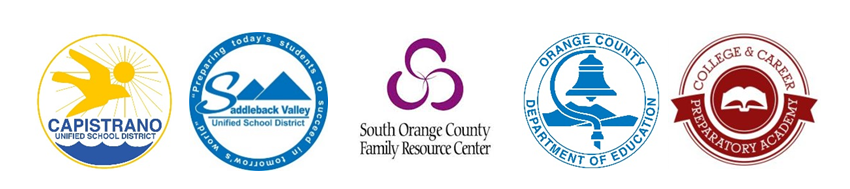 CAPISTRANO
UNIFIED SCHOOL DISTRICT
"Preparing today's students to succeed in tomorrow's world"
Saddleback Valley
Unified School District
South Orange County
Family Resource Center
ORANGE COUNTY
DEPARTMENT OF EDUCATION
COLLEGE & CAREER
PREPARATORY ACADEMY